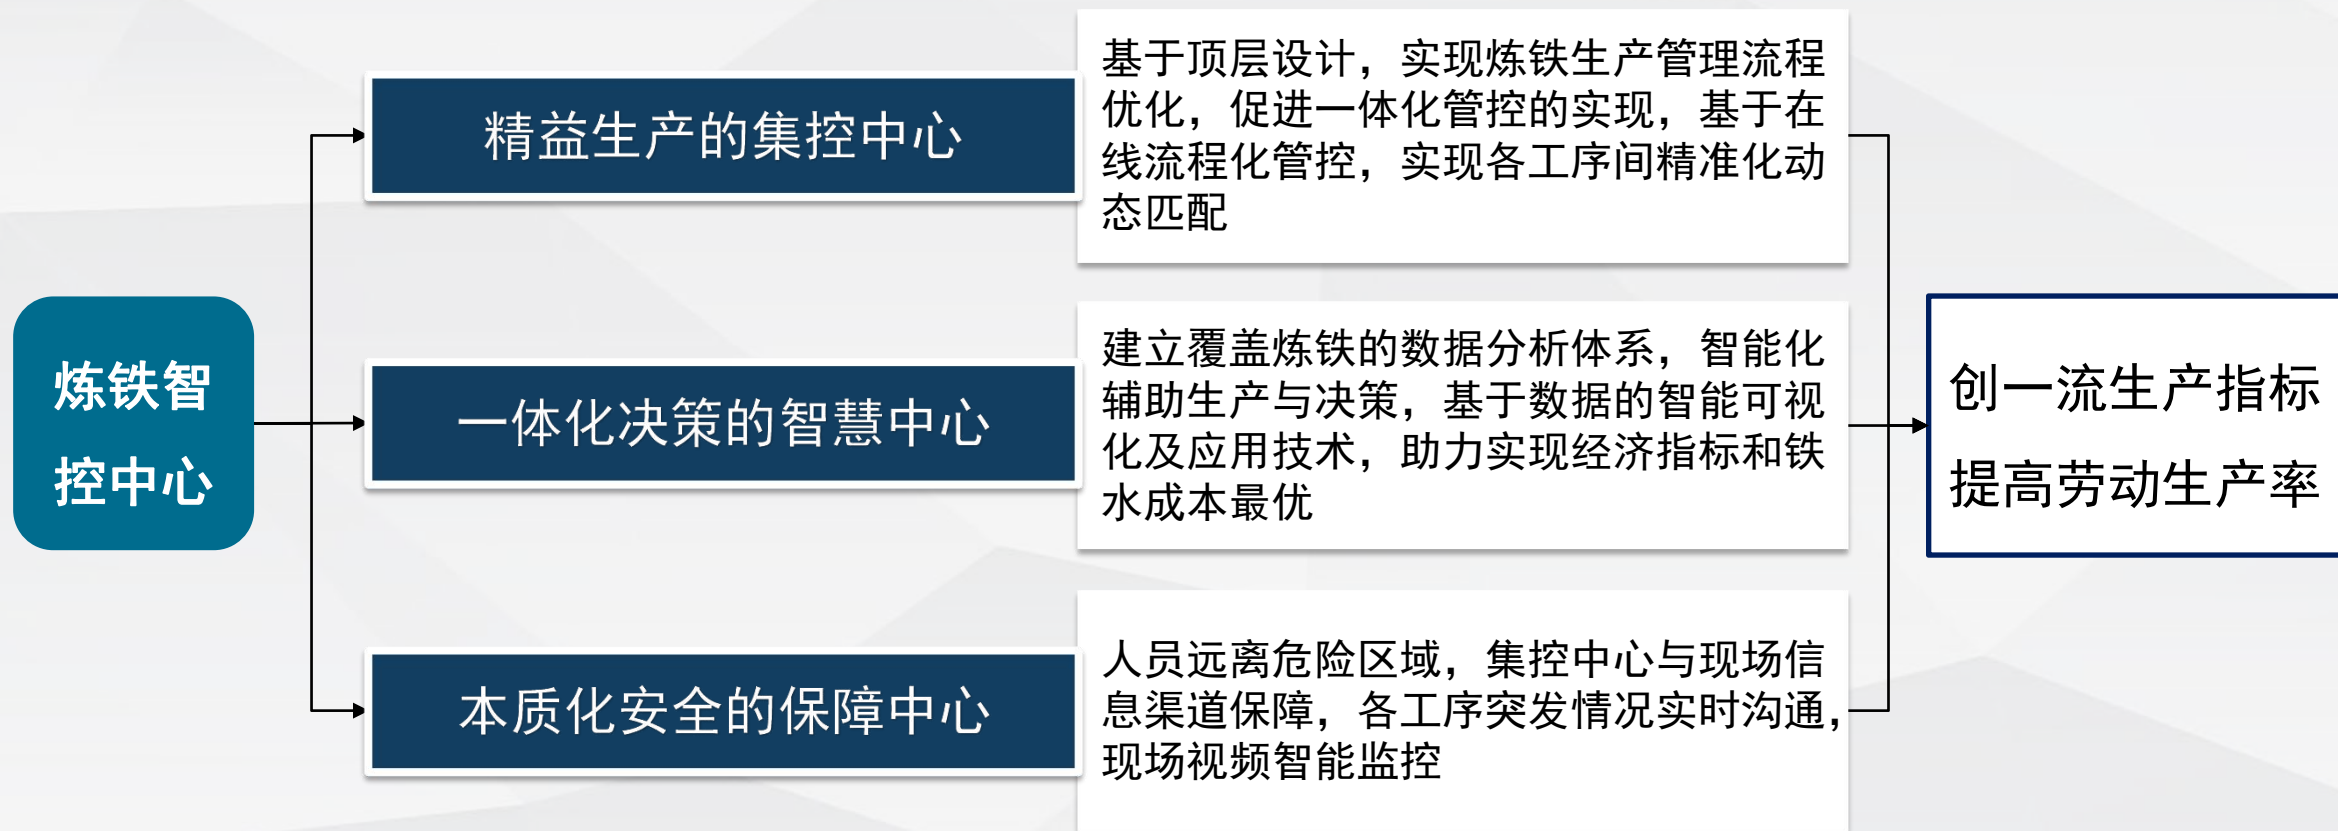 炼铁智
控中心
精益生产的集控中心
基于顶层设计，实现炼铁生产管理流程
优化，促进一体化管控的实现，基于在
线流程化管控，实现各工序间精准化动
态匹配
一体化决策的智慧中心
建立覆盖炼铁的数据分析体系，智能化
辅助生产与决策，基于数据的智能可视
化及应用技术，助力实现经济指标和铁
水成本最优
本质化安全的保障中心
人员远离危险区域，集控中心与现场信
息渠道保障，各工序突发情况实时沟通，
现场视频智能监控
创一流生产指标
提高劳动生产率